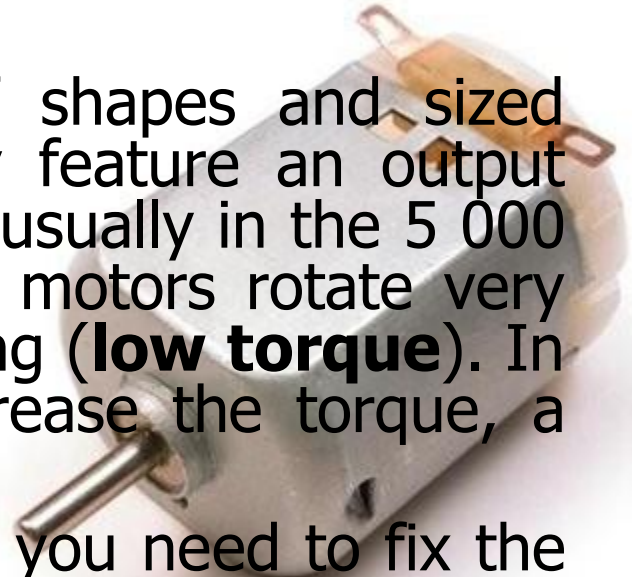 shapes and sized
feature an output
usually in the 5 000
motors rotate very
(low torque). In
the torque, a
you need to fix the